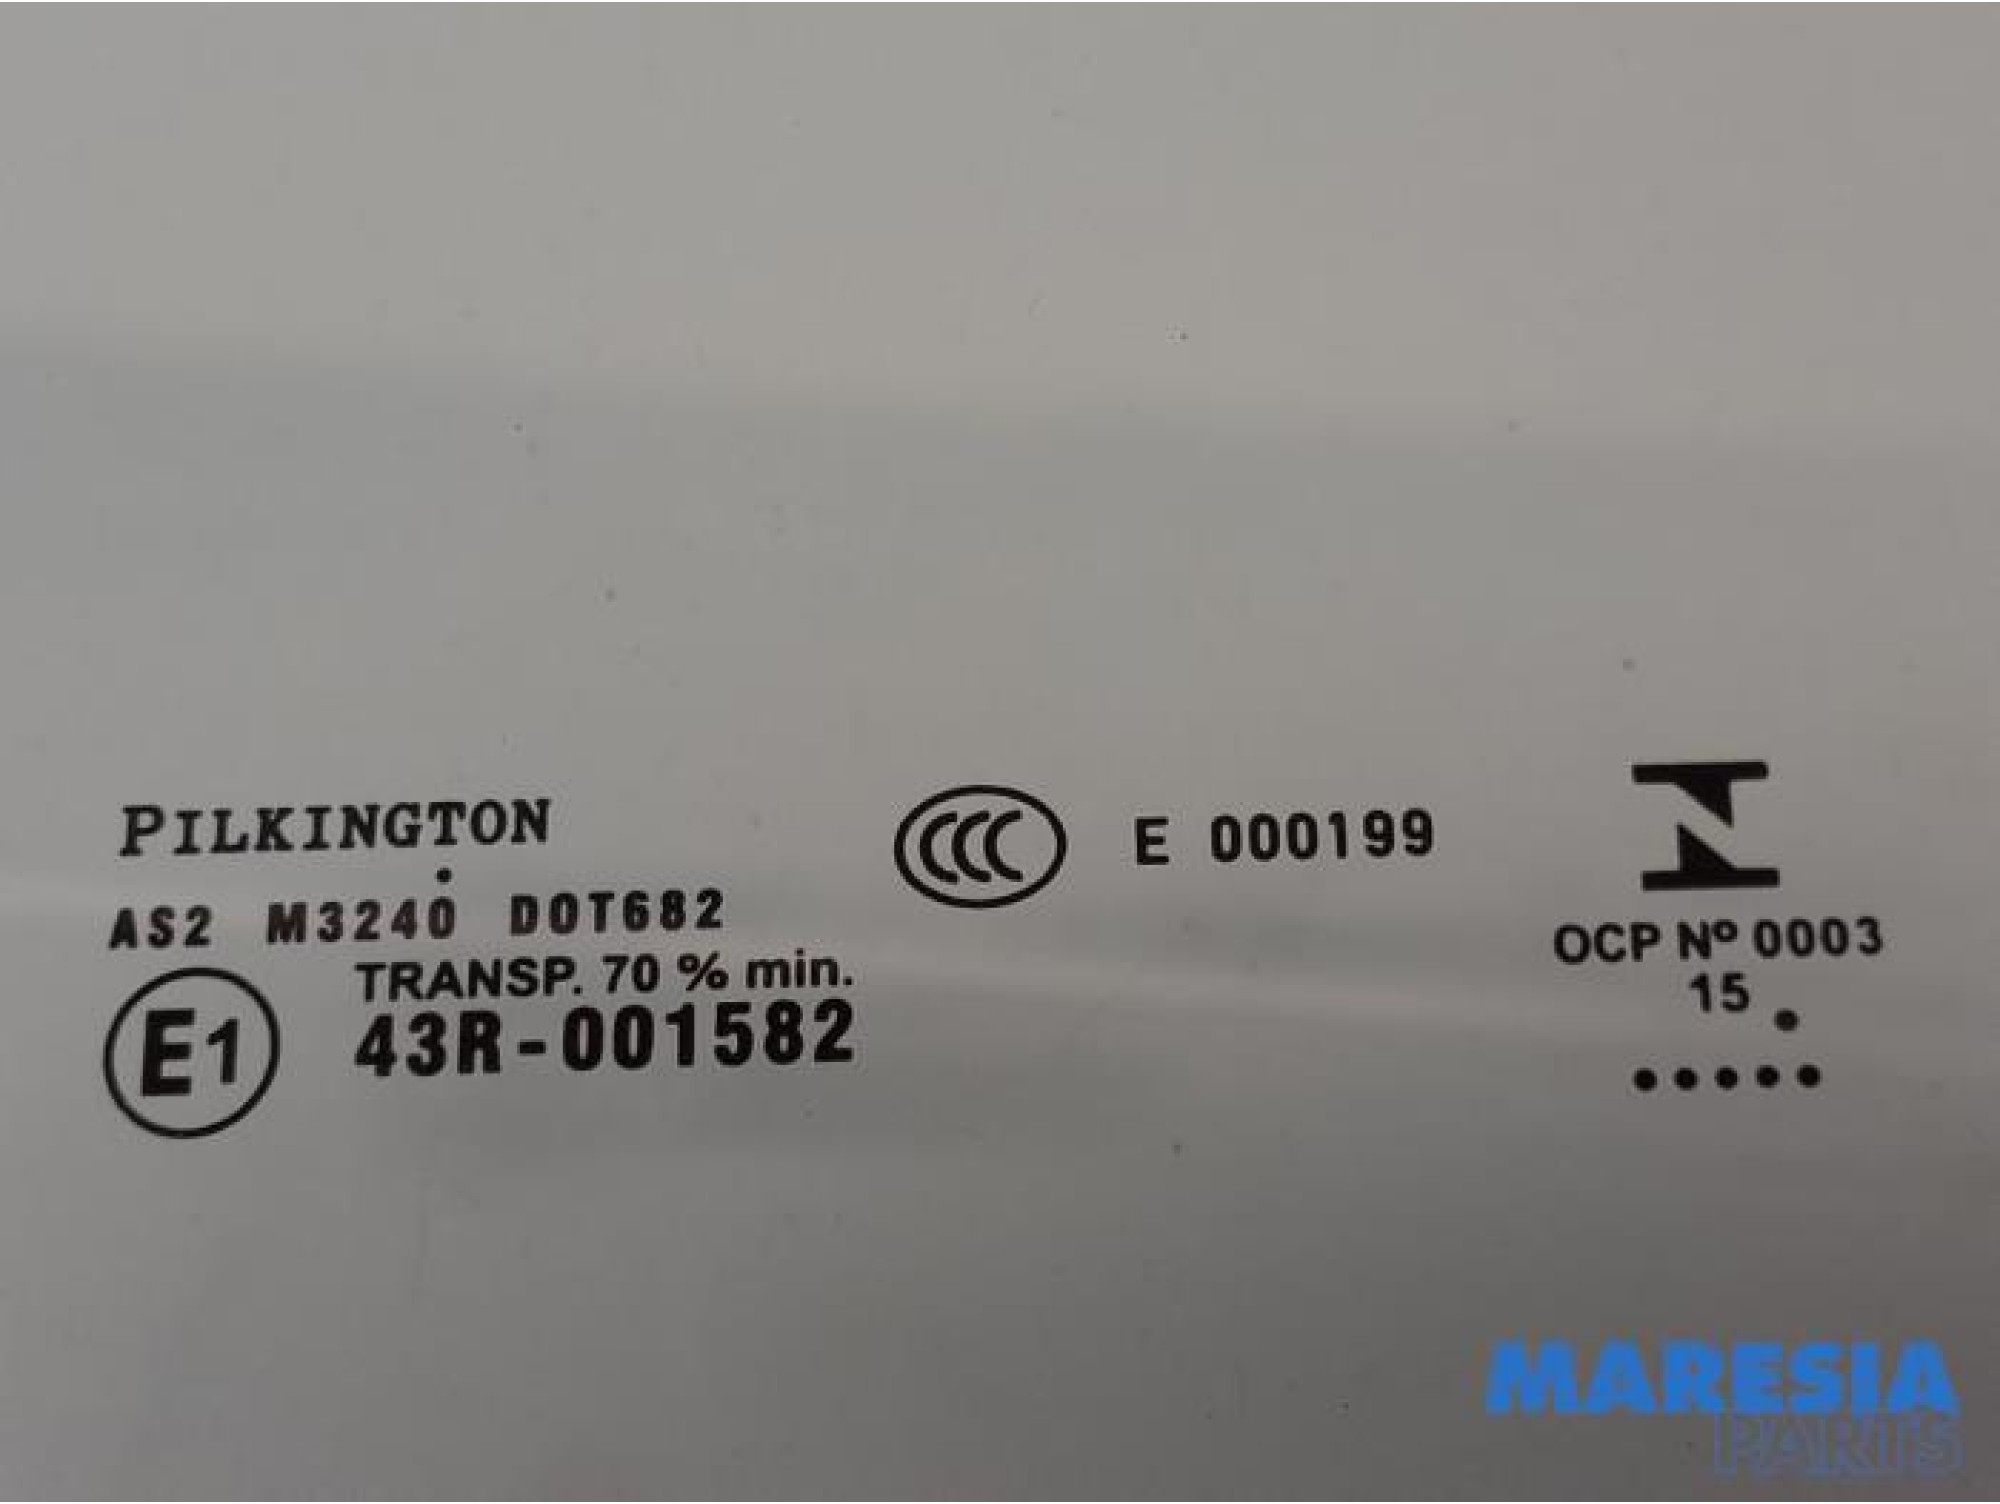 PILKINGTON
AS2 M3240 DOT682
TRANSP. 70 % min.
E1 43R-001582
CCC E 000199
OCP Nº 0003
15
MARESIA
PARTS